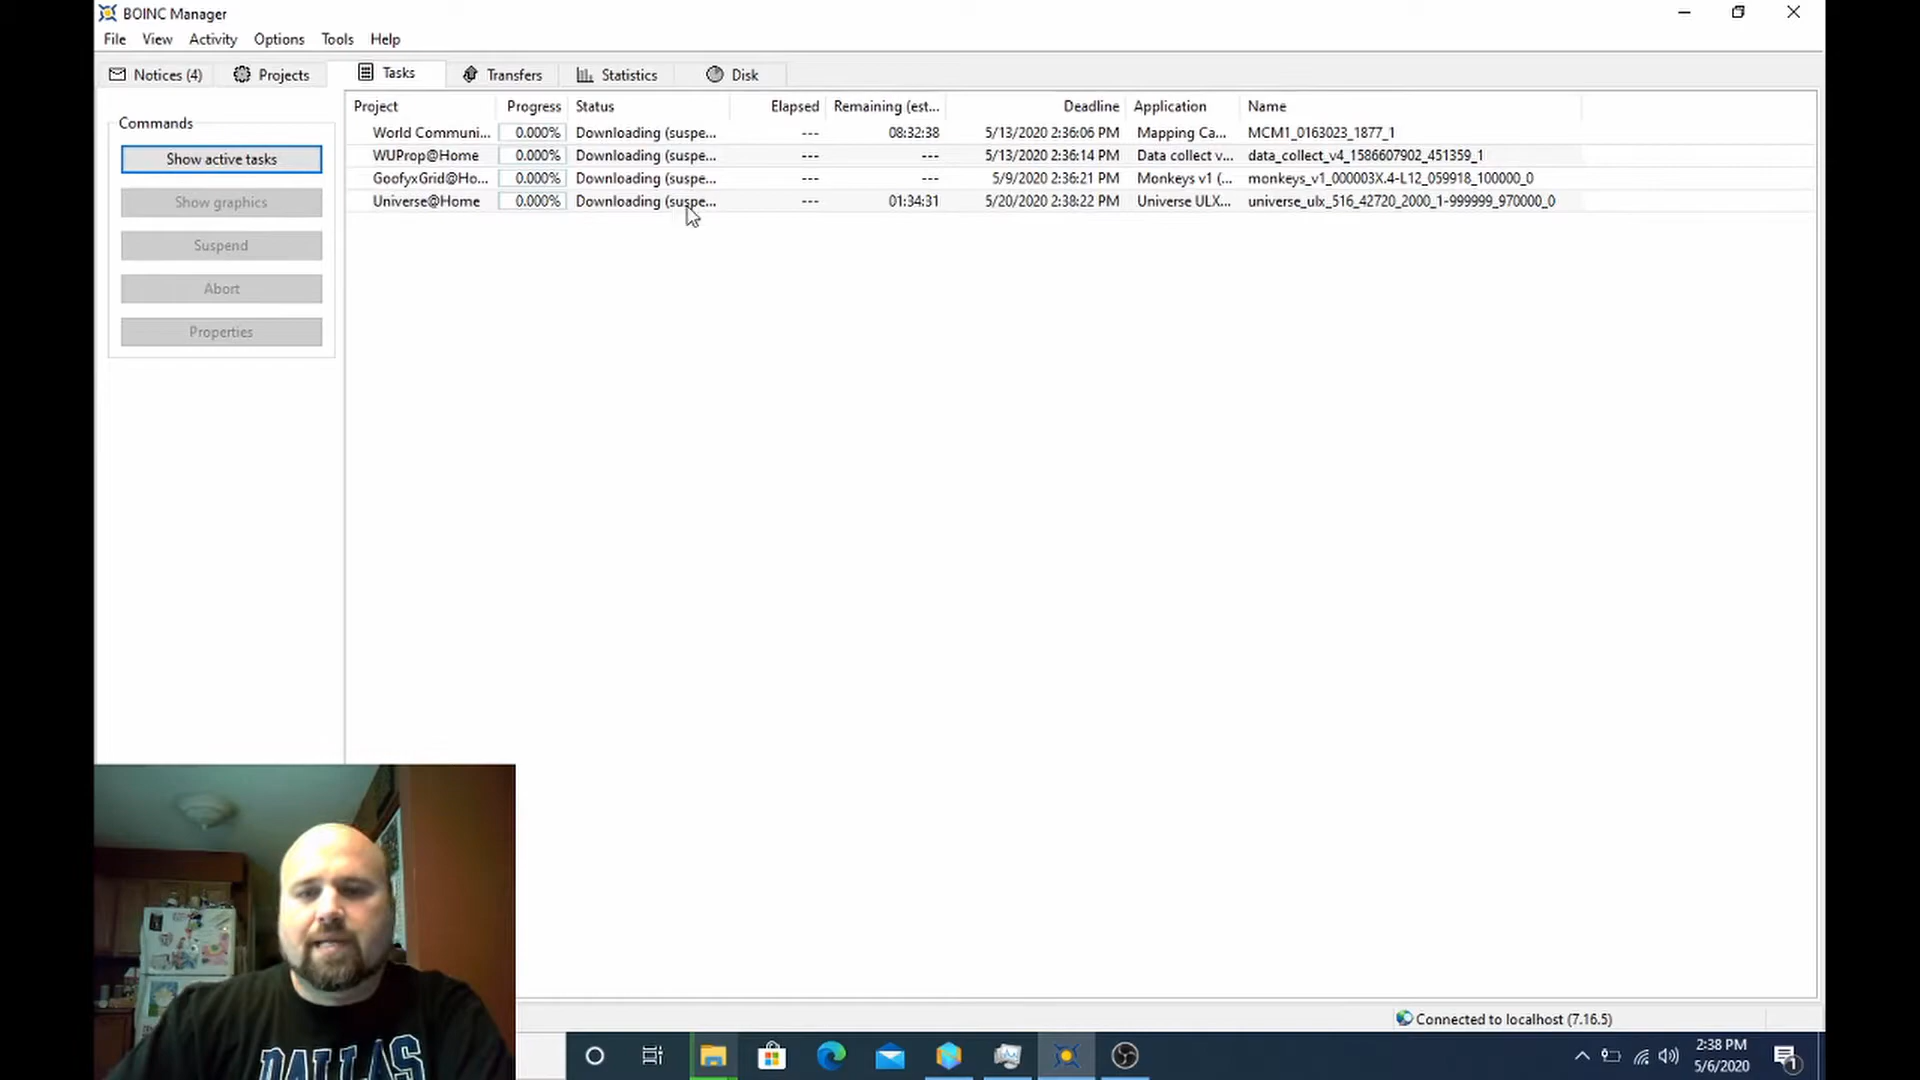 BOINC Manager
File View Activity Options Tools Help
Notices (4) Projects Tasks Transfers Statistics Disk
Commands
Show active tasks
Show graphics
Suspend
Abort
Properties
Project Progress Status Elapsed Remaining (est... Deadline Application Name
World Communi... 0.000% Downloading (suspe... --- 08:32:38 5/13/2020 2:36:06 PM Mapping Ca... MCM1_0163023_1877_1
WUProp@Home 0.000% Downloading (suspe... --- --- 5/13/2020 2:36:14 PM Data collect v... data_collect_v4_1586607902_451359_1
GoofyxGrid@Ho... 0.000% Downloading (suspe... --- --- 5/9/2020 2:36:21 PM Monkeys v1 (... monkeys_v1_000003X.4-L12_059918_100000_0
Universe@Home 0.000% Downloading (suspe... --- 01:34:31 5/20/2020 2:38:22 PM Universe ULX... universe_ulx_516_42720_2000_1-999999_970000_0
DALLAS
Connected to localhost (7.16.5)
2:38 PM
5/6/2020
1